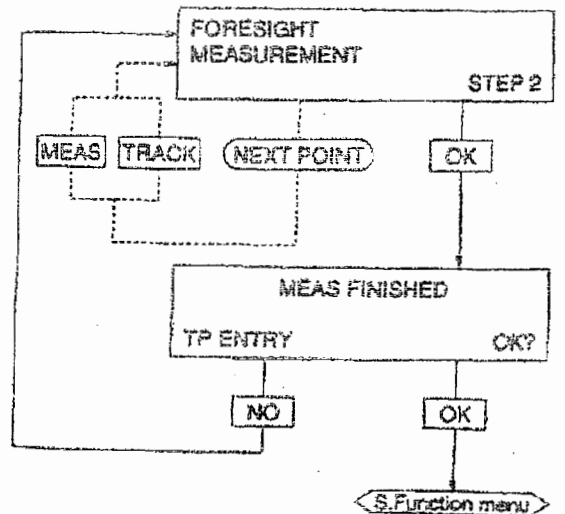 FORESIGHT
MEASUREMENT
STEP 2
MEAS TRACK NEXT POINT OK
MEAS FINISHED
TP ENTRY OK?
NO OK
S.Function menu